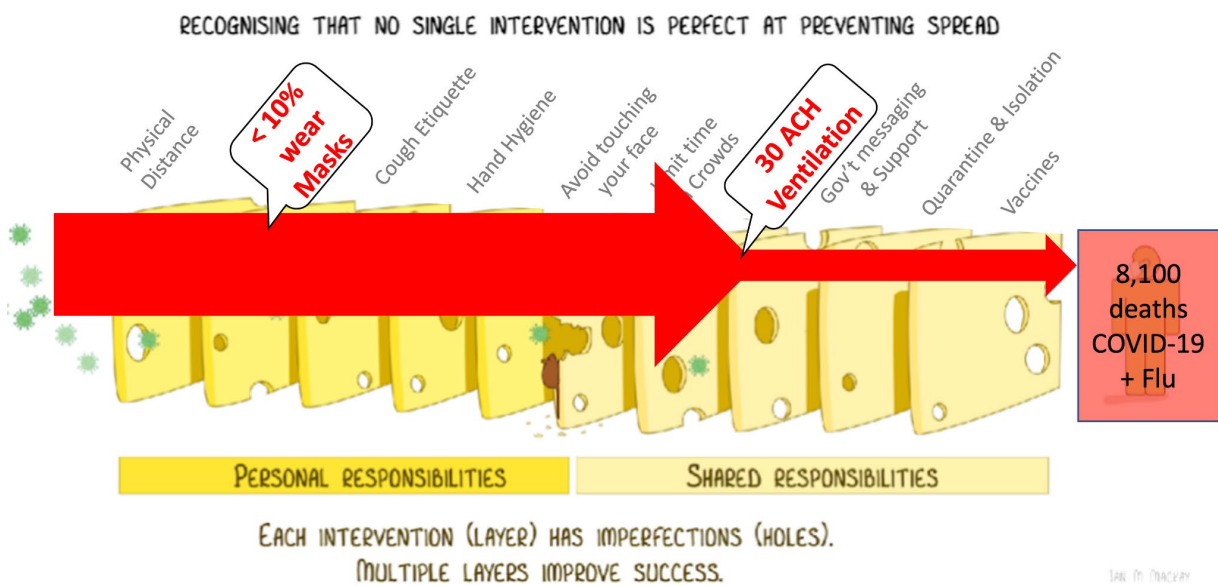 RECOGNISING THAT NO SINGLE INTERVENTION IS PERFECT AT PREVENTING SPREAD
Physical
Distance
< 10%
wear
Masks
Cough Etiquette
Hand Hygiene
Avoid touching
your face
time
Crowds
30 ACH
Ventilation
Gov't messaging
& Support
Quarantine & Isolation
Vaccines
8,100
deaths
COVID-19
+ Flu
PERSONAL RESPONSIBILITIES
SHARED RESPONSIBILITIES
EACH INTERVENTION (LAYER) HAS IMPERFECTIONS (HOLES).
MULTIPLE LAYERS IMPROVE SUCCESS.
IAN M MACKAY